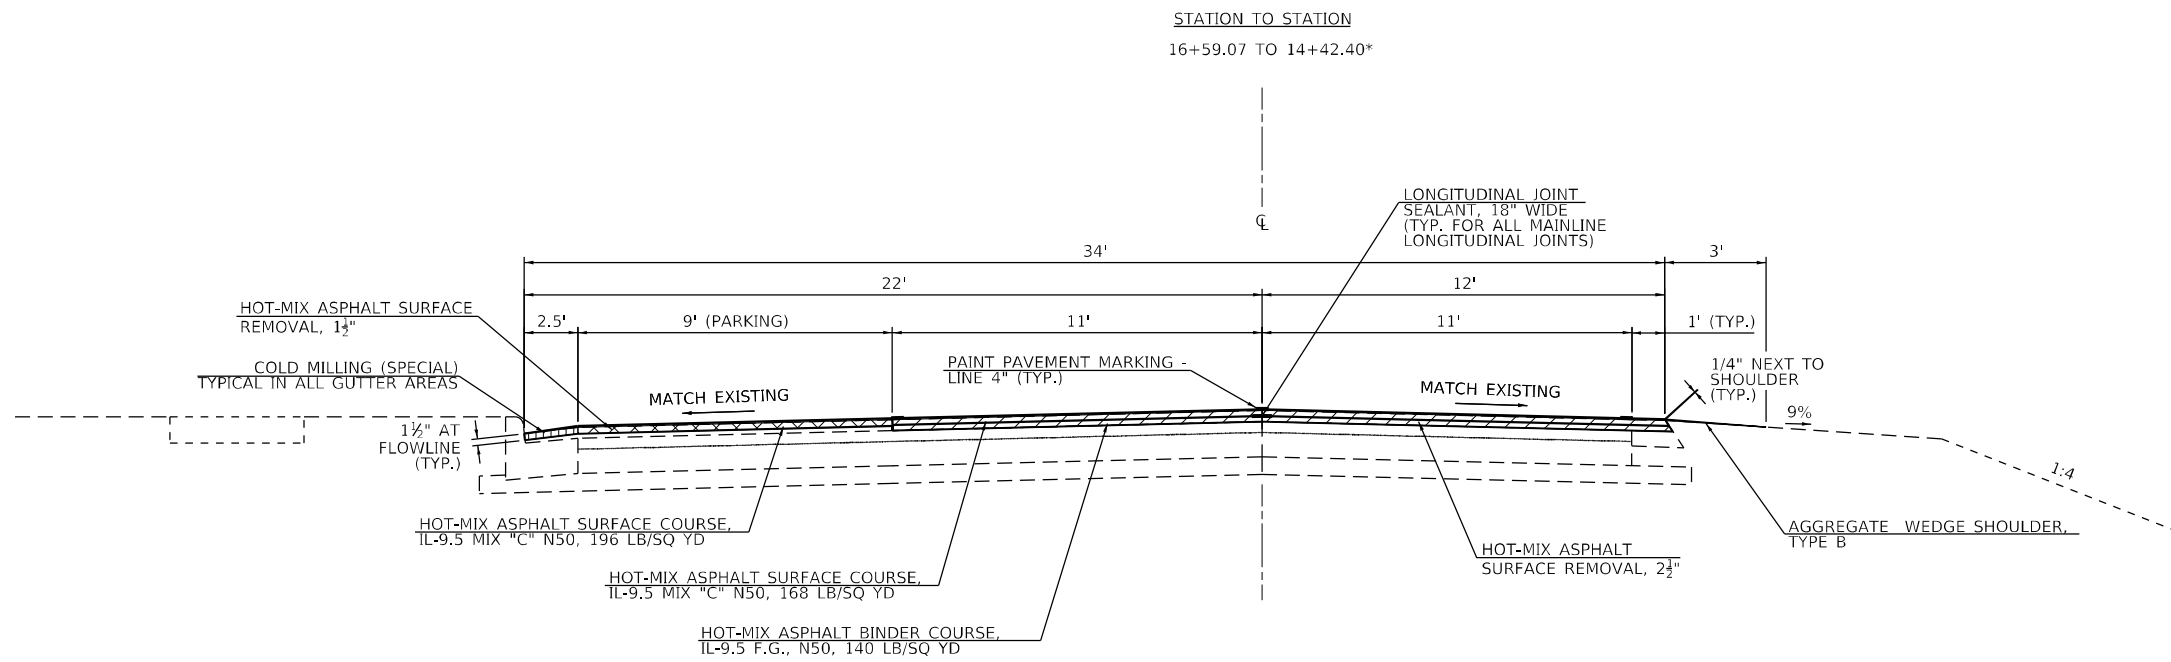 STATION TO STATION
16+59.07 TO 14+42.40*
LONGITUDINAL JOINT
SEALANT, 18" WIDE
(TYP. FOR ALL MAINLINE
LONGITUDINAL JOINTS)
℄
34'
3'
22'
12'
HOT-MIX ASPHALT SURFACE
REMOVAL, 1½"
2.5'
9' (PARKING)
11'
11'
1' (TYP.)
COLD MILLING (SPECIAL)
TYPICAL IN ALL GUTTER AREAS
PAINT PAVEMENT MARKING -
LINE 4" (TYP.)
1/4" NEXT TO
SHOULDER
(TYP.)
MATCH EXISTING
MATCH EXISTING
9%
1½" AT
FLOWLINE
(TYP.)
1:4
HOT-MIX ASPHALT SURFACE COURSE,
IL-9.5 MIX "C" N50, 196 LB/SQ YD
AGGREGATE WEDGE SHOULDER,
TYPE B
HOT-MIX ASPHALT
SURFACE REMOVAL, 2½"
HOT-MIX ASPHALT SURFACE COURSE,
IL-9.5 MIX "C" N50, 168 LB/SQ YD
HOT-MIX ASPHALT BINDER COURSE,
IL-9.5 F.G., N50, 140 LB/SQ YD